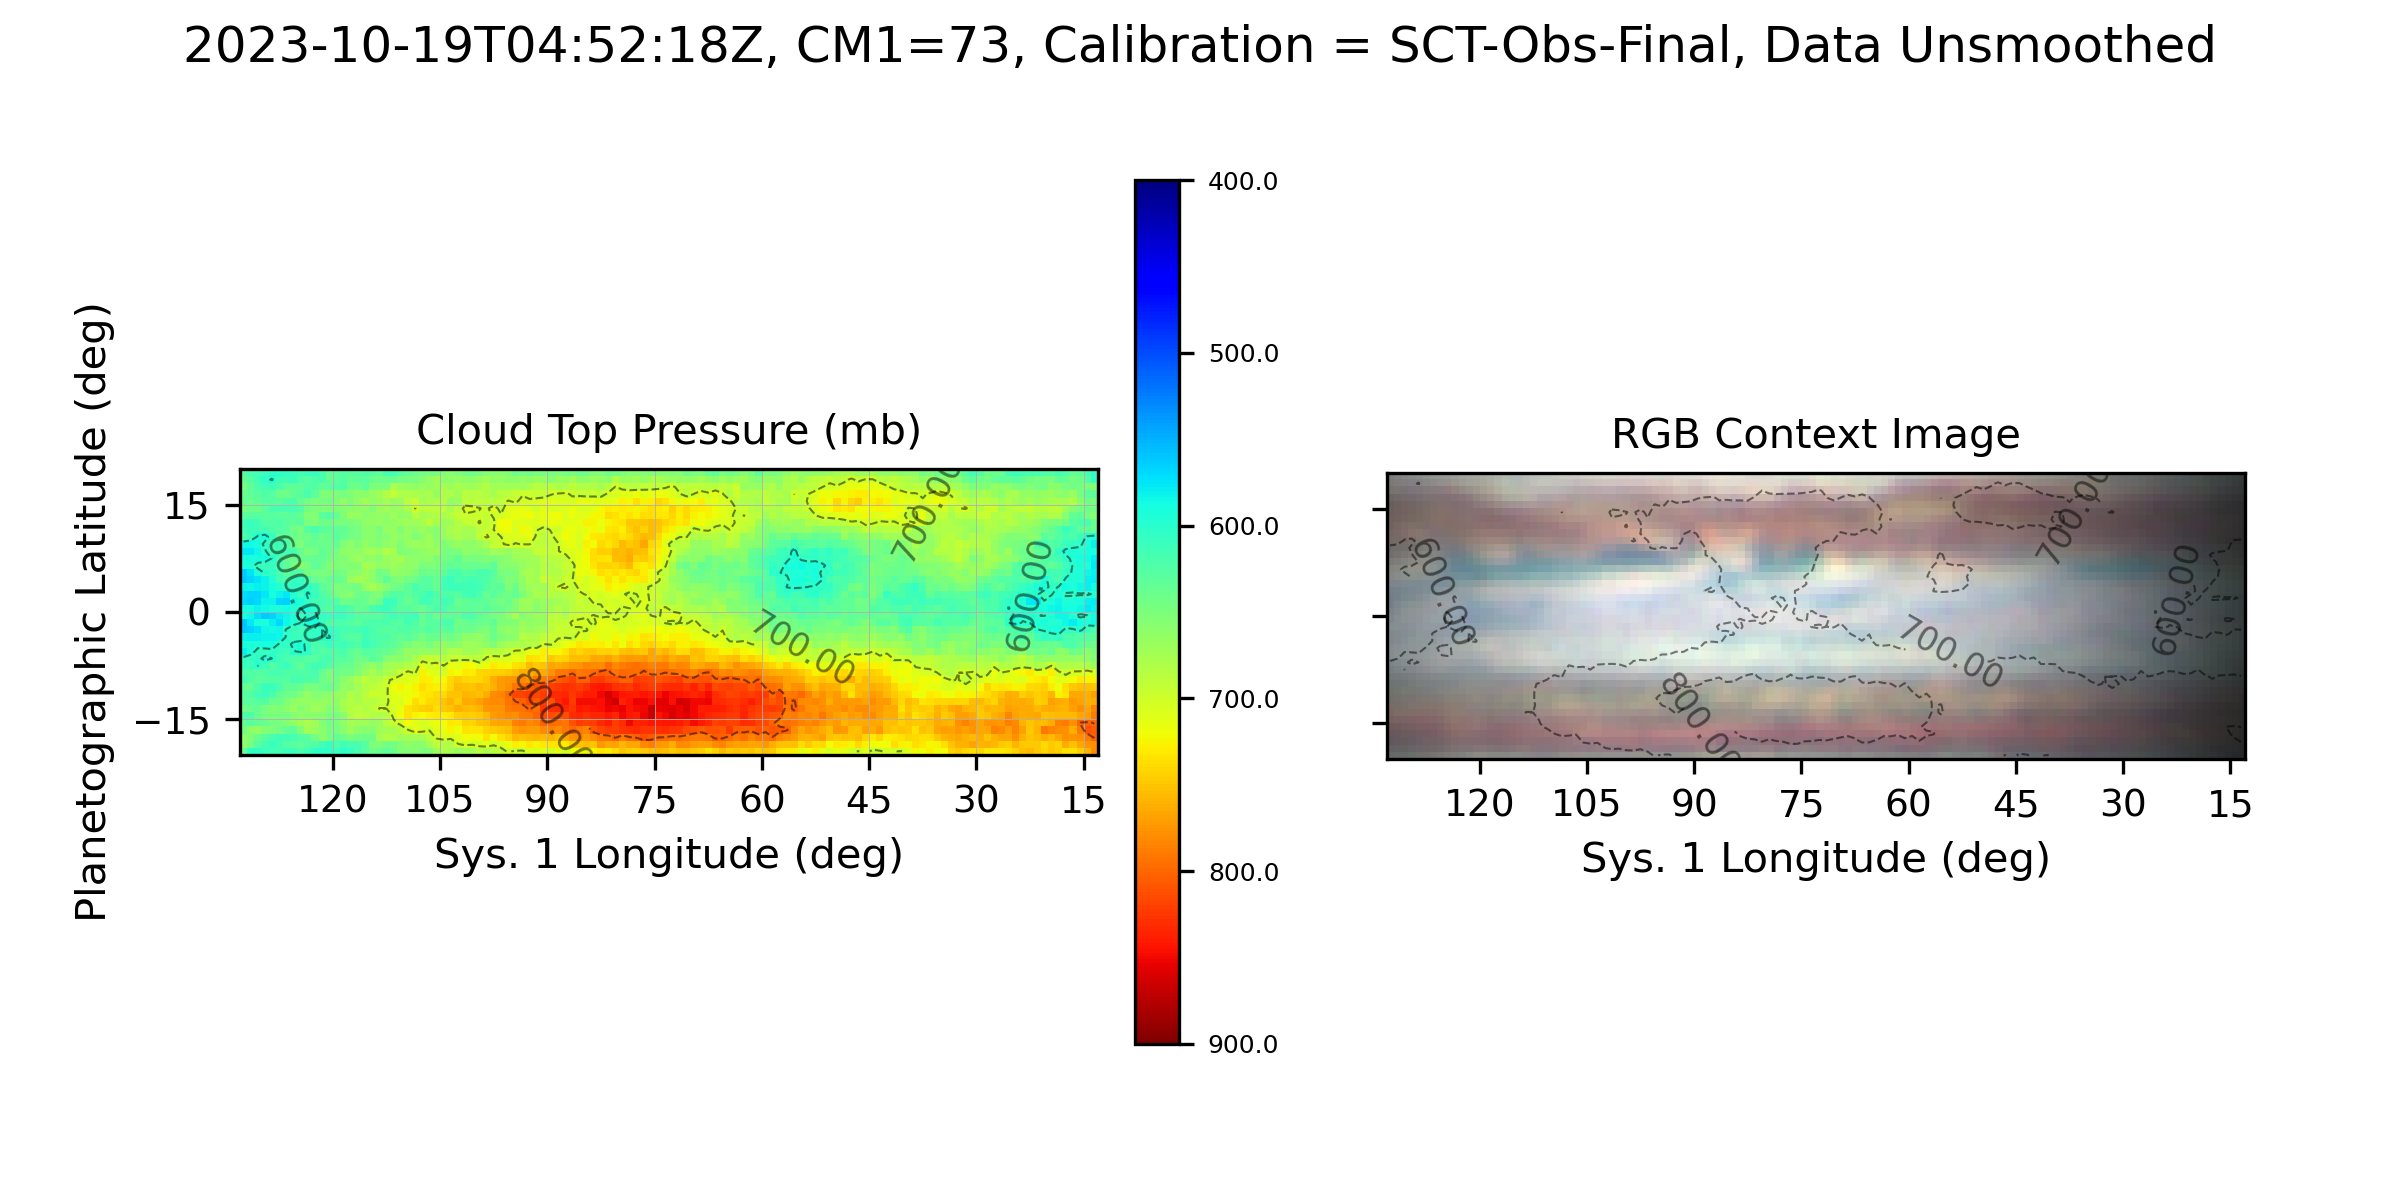 2023-10-19T04:52:18Z, CM1=73, Calibration = SCT-Obs-Final, Data Unsmoothed
Cloud Top Pressure (mb)
Planetographic Latitude (deg)
15
0
−15
600.00
700.00
600.00
700.00
800.00
120 105 90 75 60 45 30 15
Sys. 1 Longitude (deg)
400.0
500.0
600.0
700.0
800.0
900.0
RGB Context Image
600.00
700.00
600.00
700.00
800.00
120 105 90 75 60 45 30 15
Sys. 1 Longitude (deg)